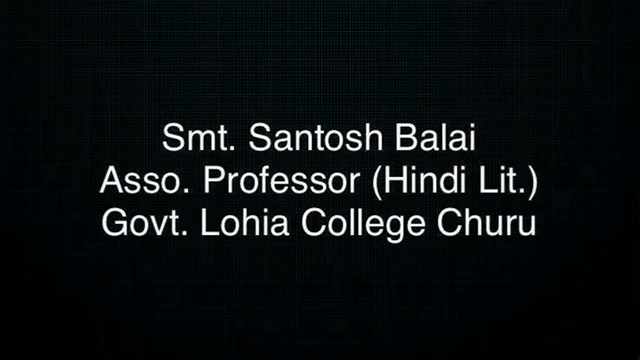 Smt. Santosh Balai
Asso. Professor (Hindi Lit.)
Govt. Lohia College Churu